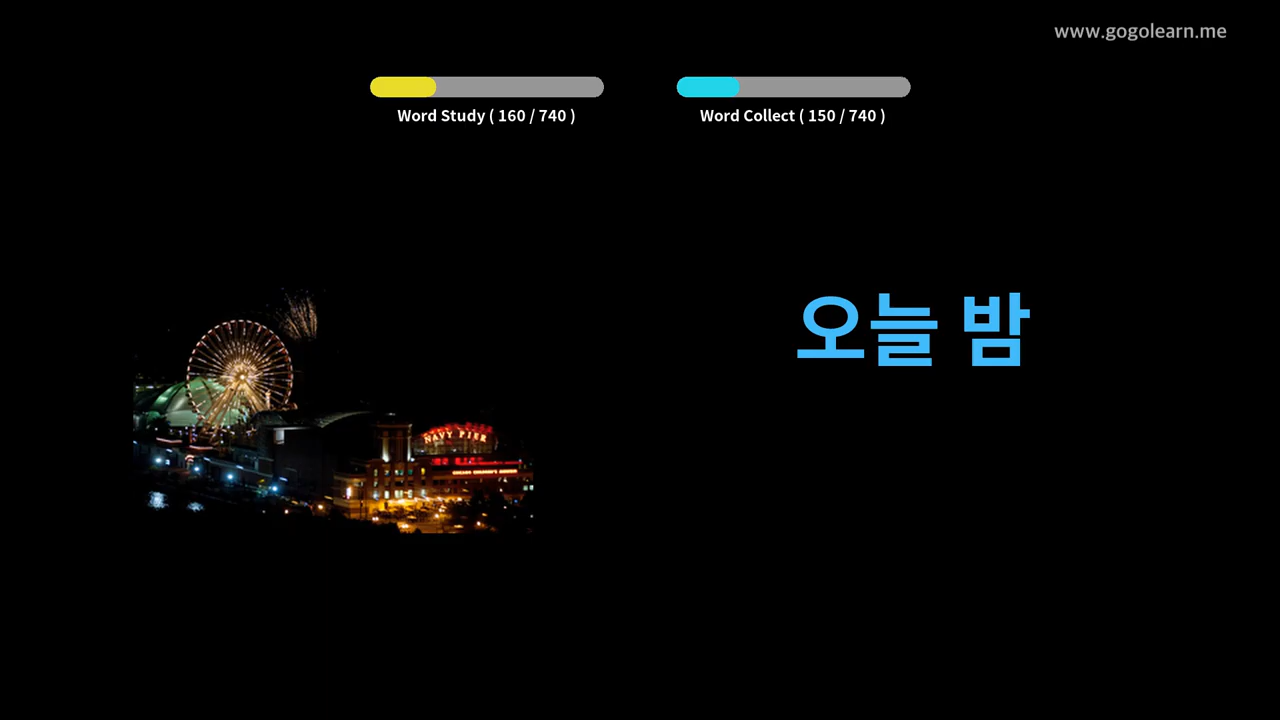 www.gogolearn.me
Word Study ( 160 / 740 )
Word Collect ( 150 / 740 )
오늘 밤
NAVY PIER